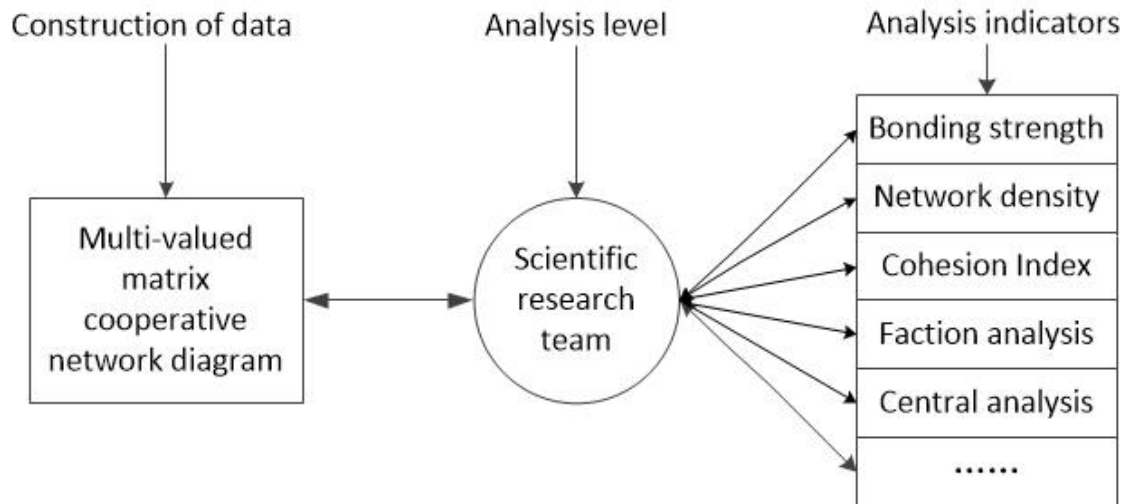 Construction of data
Analysis level
Analysis indicators
Multi-valued
matrix
cooperative
network diagram
Scientific
research
team
Bonding strength
Network density
Cohesion Index
Faction analysis
Central analysis
......